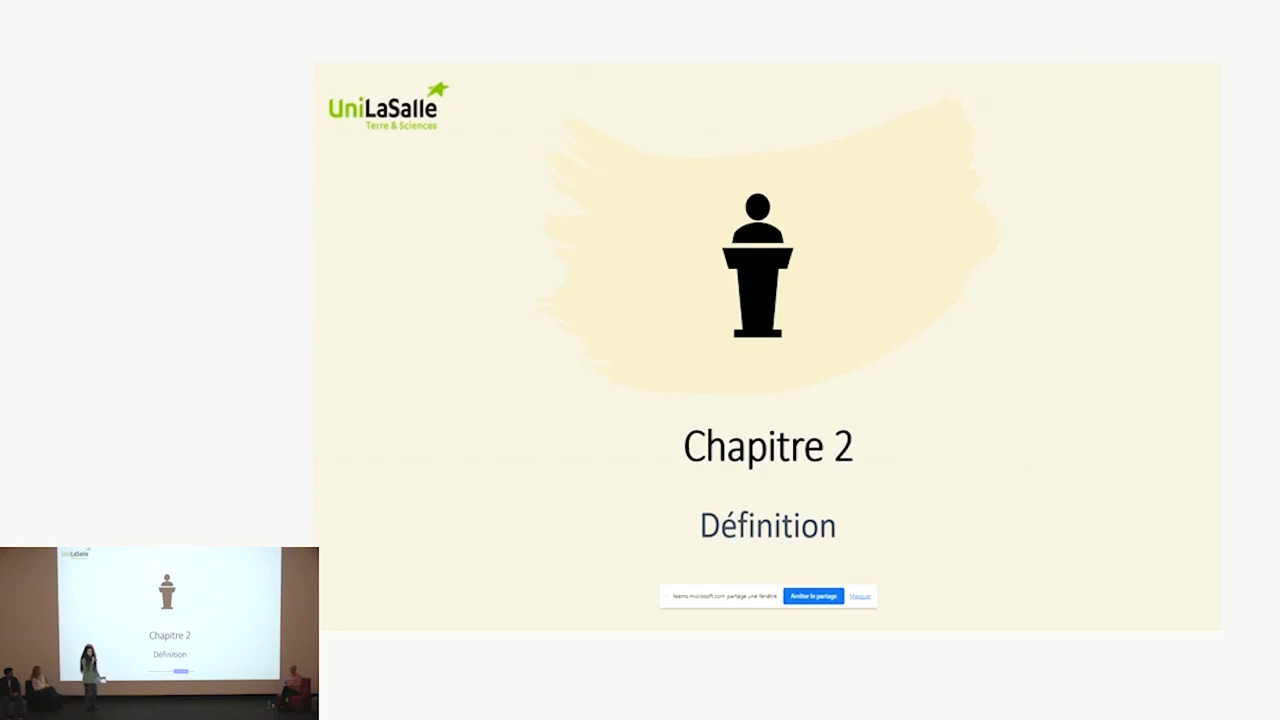 UniLaSalle
Terre & Sciences
Chapitre 2
Définition
teams.microsoft.com partage une fenêtre.
Arrêter le partage
Masquer
UniLaSalle
Chapitre 2
Définition